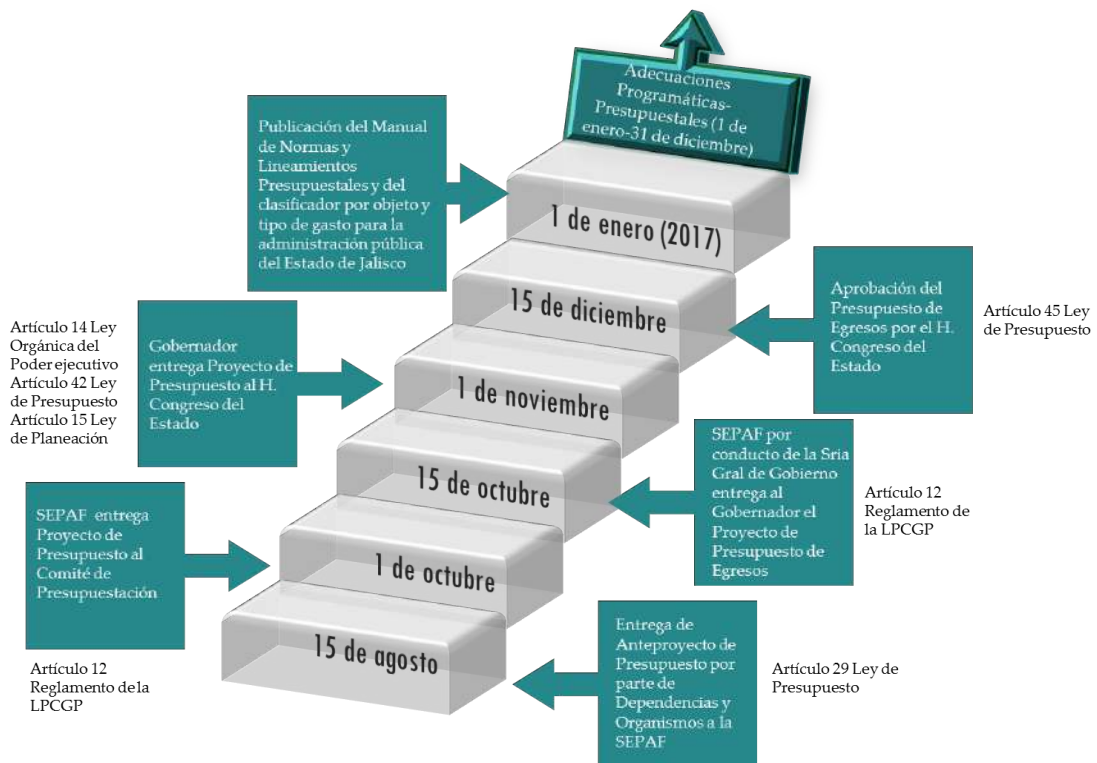 Adecuaciones
Programáticas-
Presupuestales (1 de
enero-31 de diciembre)
Publicación del Manual
de Normas y
Lineamientos
Presupuestales y del
clasificador por objeto y
tipo de gasto para la
administración pública
del Estado de Jalisco
1 de enero (2017)
15 de diciembre
Aprobación del
Presupuesto de
Egresos por el H.
Congreso del
Estado
Artículo 45 Ley
de Presupuesto
Artículo 14 Ley
Orgánica del
Poder ejecutivo
Artículo 42 Ley
de Presupuesto
Artículo 15 Ley
de Planeación
Gobernador
entrega Proyecto de
Presupuesto al H.
Congreso del
Estado
1 de noviembre
15 de octubre
SEPAF por
conducto de la Sria
Gral de Gobierno
entrega al
Gobernador el
Proyecto de
Presupuesto de
Egresos
Artículo 12
Reglamento de
la LPCGP
SEPAF entrega
Proyecto de
Presupuesto al
Comité de
Presupuestación
Artículo 12
Reglamento de la
LPCGP
1 de octubre
15 de agosto
Entrega de
Anteproyecto de
Presupuesto por
parte de
Dependencias y
Organismos a la
SEPAF
Artículo 29 Ley de
Presupuesto